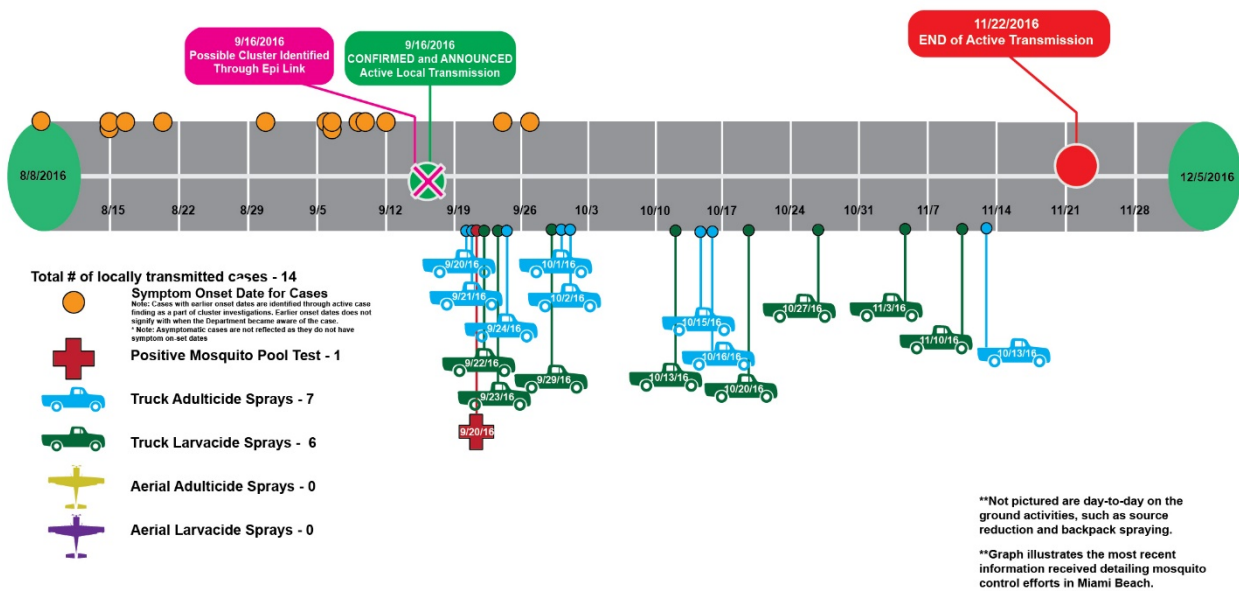 9/16/2016
Possible Cluster Identified
Through Epi Link
9/16/2016
CONFIRMED and ANNOUNCED
Active Local Transmission
11/22/2016
END of Active Transmission
8/8/2016
8/15
8/22
8/29
9/5
9/12
9/19
9/26
10/3
10/10
10/17
10/24
10/31
11/7
11/14
11/21
11/28
12/5/2016
9/20/16
9/21/16
9/24/16
9/22/16
9/23/16
9/20/16
10/1/16
10/2/16
9/29/16
10/13/16
10/15/16
10/16/16
10/20/16
10/27/16
11/3/16
11/10/16
10/13/16
Total # of locally transmitted cases - 14
Symptom Onset Date for Cases
Note: Cases with earlier onset dates are identified through active case
finding as a part of cluster investigations. Earlier onset dates does not
signify with when the Department became aware of the case.
* Note: Asymptomatic cases are not reflected as they do not have
symptom on-set dates
Positive Mosquito Pool Test - 1
Truck Adulticide Sprays - 7
Truck Larvacide Sprays - 6
Aerial Adulticide Sprays - 0
Aerial Larvacide Sprays - 0
**Not pictured are day-to-day on the
ground activities, such as source
reduction and backpack spraying.
**Graph illustrates the most recent
information received detailing mosquito
control efforts in Miami Beach.